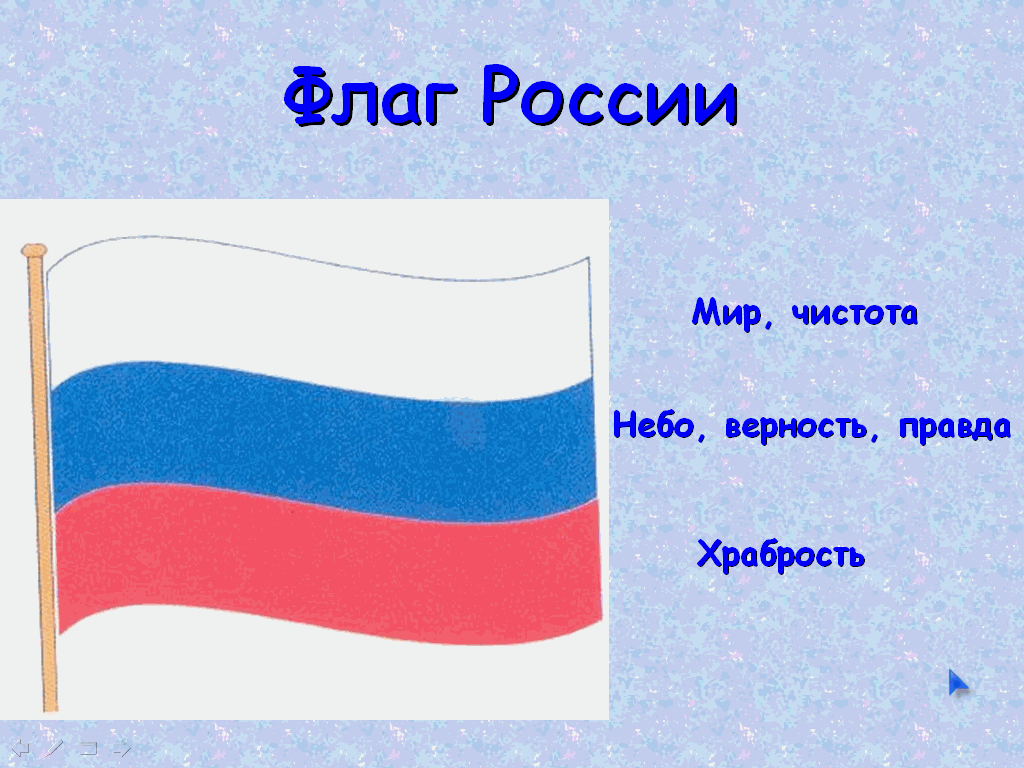 Флаг России
Мир, чистота
Небо, верность, правда
Храбрость